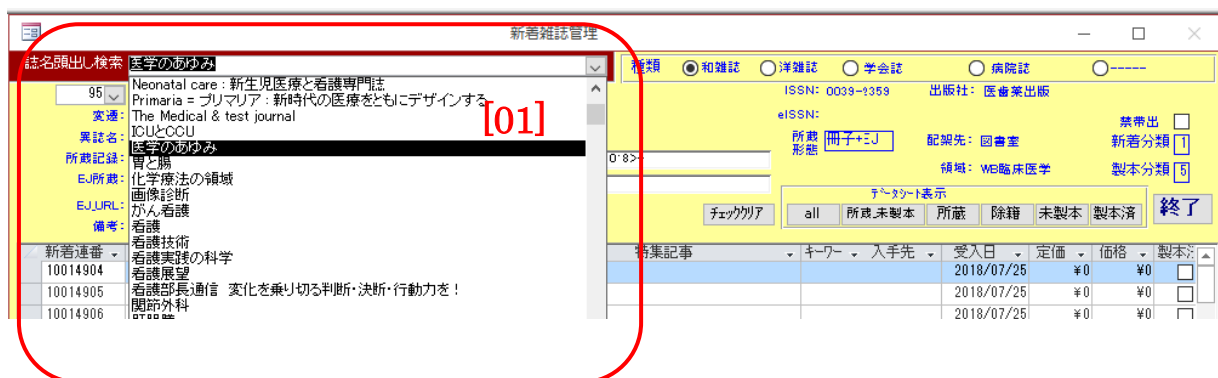 新着雑誌管理
誌名頭出し検索 医学のあゆみ 種類 和雑誌 洋雑誌 学会誌 病院誌 -----
95
変遷:
異誌名:
所蔵記録:
EJ所蔵:
EJ_URL:
備考:
Neonatal care : 新生児医療と看護専門誌
Primaria = プリマリア : 新時代の医療をともにデザインする
The Medical & test journal
ICUとCCU
医学のあゆみ
胃と腸
化学療法の領域
画像診断
がん看護
看護
看護技術
看護実践の科学
看護展望
看護部長通信 変化を乗り切る判断・決断・行動力を!
関節外科
[01]
ISSN: 0039-2359 出版社: 医歯薬出版
eISSN: 禁帯出
所蔵形態 冊子+EJ 配架先: 図書室 新着分類 1
領域: WB臨床医学 製本分類 5
データシート表示
チェッククリア all 所蔵_未製本 所蔵 除籍 未製本 製本済 終了
新着連番 特集記事 キーワー 入手先 受入日 定価 価格 製本
10014904 2018/07/25 ¥0 ¥0
10014905 2018/07/25 ¥0 ¥0
10014906 2018/07/25 ¥0 ¥0